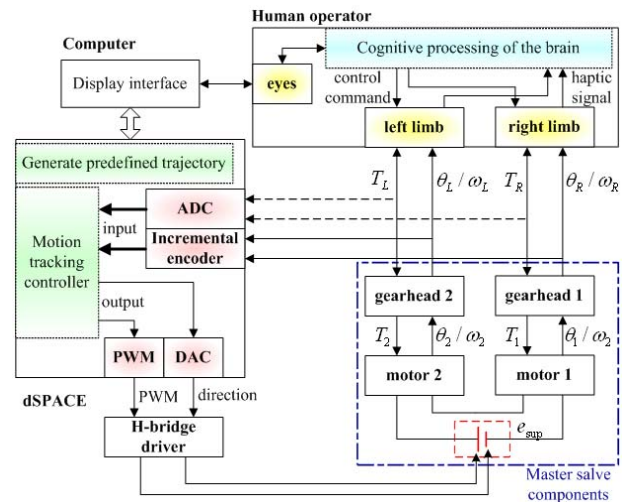 Human operator
Computer
Cognitive processing of the brain
Display interface
eyes
control
command
haptic
signal
left limb
right limb
Generate predefined trajectory
T_L
θ_L / ω_L
T_R
θ_R / ω_R
ADC
input
Incremental
encoder
Motion
tracking
controller
output
gearhead 2
gearhead 1
T_2
θ_2 / ω_2
T_1
θ_1 / ω_1
PWM
DAC
motor 2
motor 1
dSPACE
PWM
direction
e_sup
H-bridge
driver
Master salve
components